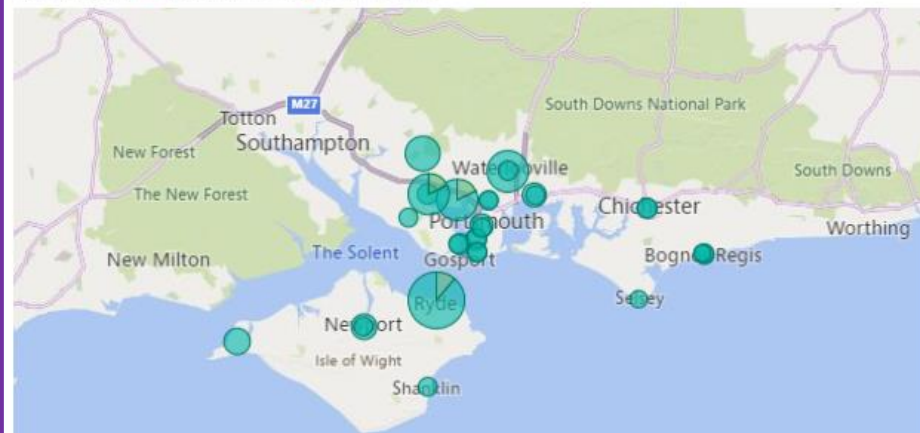 M27
South Downs National Park
Totton
Southampton
New Forest
Waterlooville
South Downs
The New Forest
Chichester
Portmouth
Worthing
The Solent
New Milton
Gosport
Bognor Regis
Ryde
Selsey
Newport
Isle of Wight
Shanklin